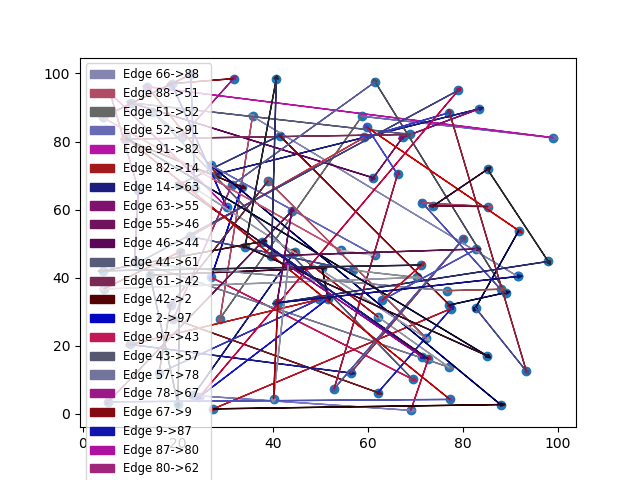 100
80
60
40
20
0
0
20
40
60
80
100
Edge 66->88
Edge 88->51
Edge 51->52
Edge 52->91
Edge 91->82
Edge 82->14
Edge 14->63
Edge 63->55
Edge 55->46
Edge 46->44
Edge 44->61
Edge 61->42
Edge 42->2
Edge 2->97
Edge 97->43
Edge 43->57
Edge 57->78
Edge 78->67
Edge 67->9
Edge 9->87
Edge 87->80
Edge 80->62